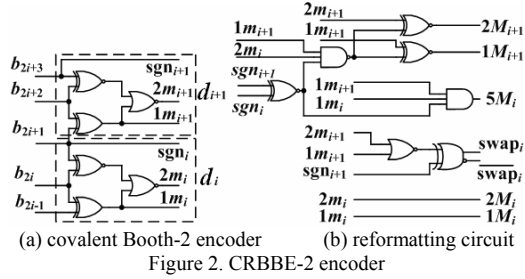 b2i+3
sgni+1
b2i+2
2mi+1
di+1
1mi+1
b2i+1
sgni
b2i
2mi
di
1mi
b2i-1
(a) covalent Booth-2 encoder
2mi+1
1mi+1
2mi
2Mi+1
1Mi+1
sgni+1
sgni
1mi+1
1mi
5Mi
2mi+1
1mi+1
sgni+1
swapi
swapi
2mi
2Mi
1mi
1Mi
(b) reformatting circuit
Figure 2. CRBBE-2 encoder